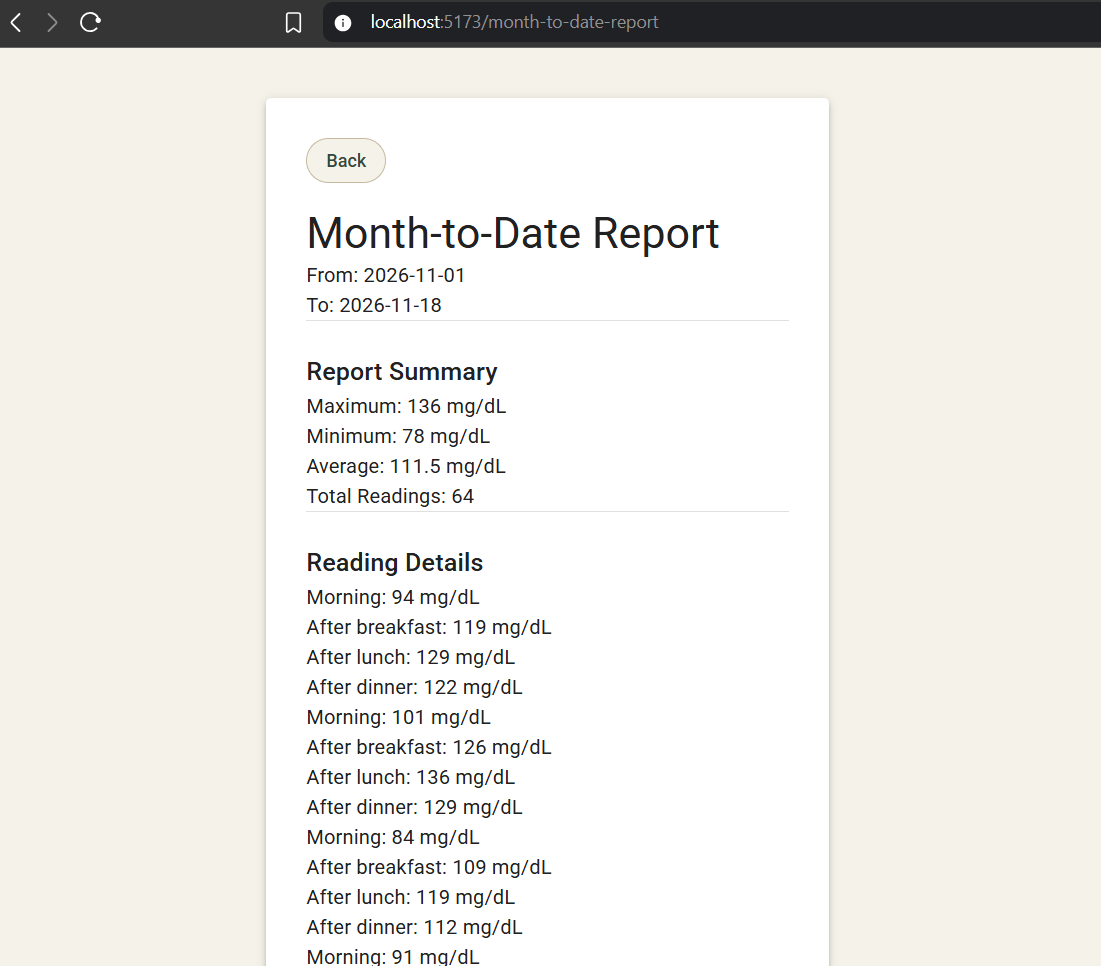 localhost:5173/month-to-date-report
Back
Month-to-Date Report
From: 2026-11-01
To: 2026-11-18
Report Summary
Maximum: 136 mg/dL
Minimum: 78 mg/dL
Average: 111.5 mg/dL
Total Readings: 64
Reading Details
Morning: 94 mg/dL
After breakfast: 119 mg/dL
After lunch: 129 mg/dL
After dinner: 122 mg/dL
Morning: 101 mg/dL
After breakfast: 126 mg/dL
After lunch: 136 mg/dL
After dinner: 129 mg/dL
Morning: 84 mg/dL
After breakfast: 109 mg/dL
After lunch: 119 mg/dL
After dinner: 112 mg/dL
Morning: 91 mg/dL